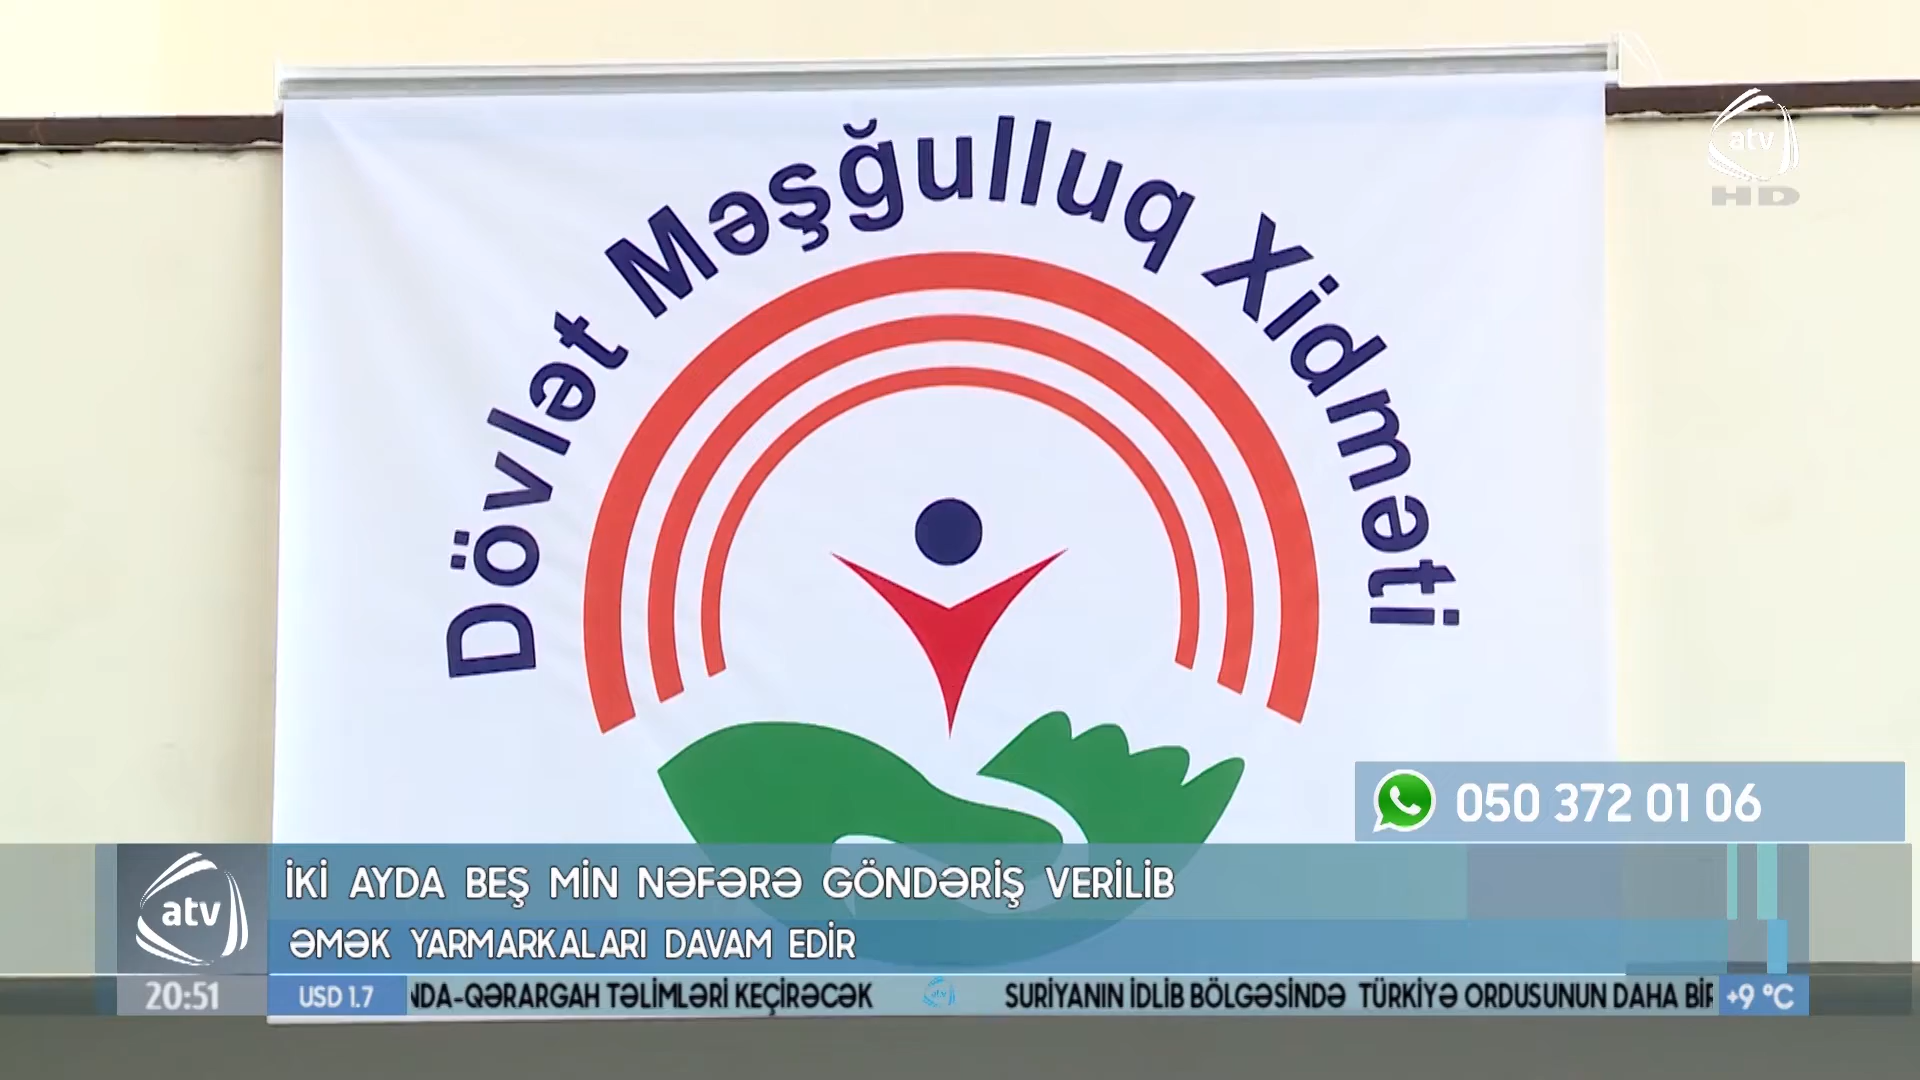 Dövlət Məşğulluq Xidməti
atv
HD
050 372 01 06
atv
İKİ AYDA BEŞ MİN NƏFƏRƏ GÖNDƏRİŞ VERİLİB
ƏMƏK YARMARKALARI DAVAM EDİR
20:51
USD 1.7
NDA-QƏRARGAH TƏLİMLƏRİ KEÇİRƏCƏK
atv
SURİYANIN İDLİB BÖLGƏSİNDƏ TÜRKİYƏ ORDUSUNUN DAHA BİR
+9 °C